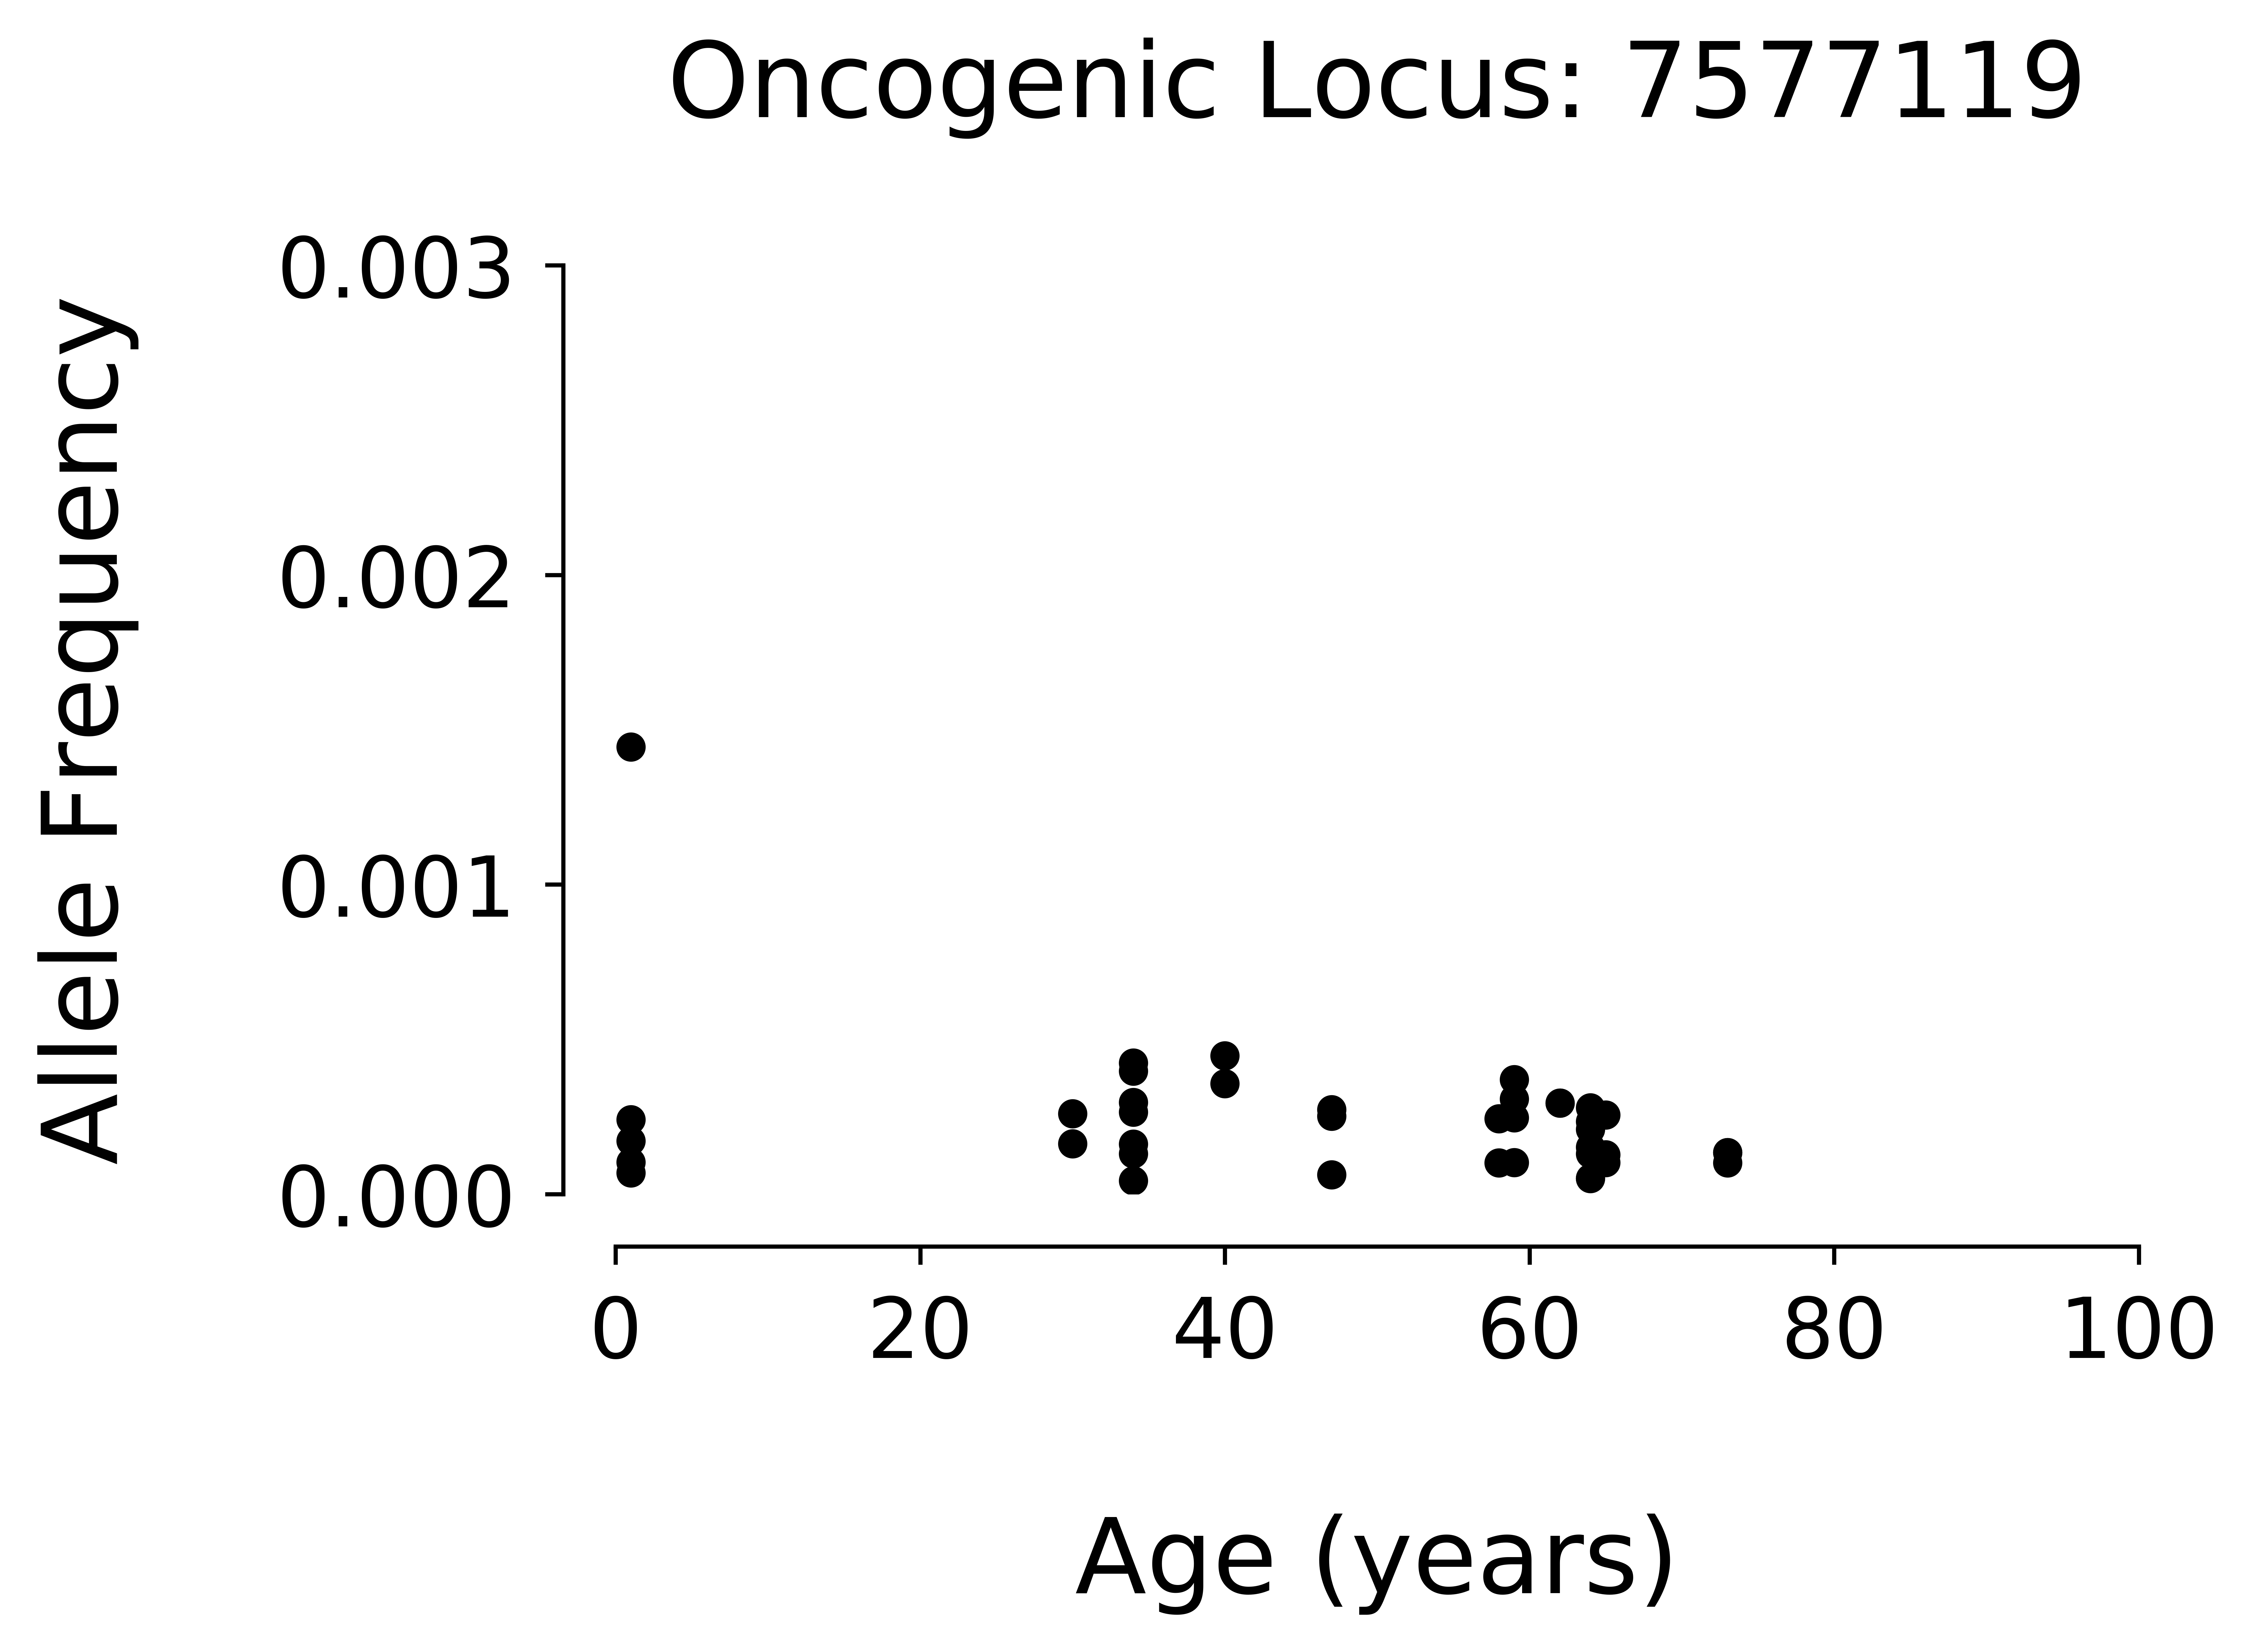 Oncogenic Locus: 7577119
0.003
0.002
0.001
0.000
Allele Frequency
0 20 40 60 80 100
Age (years)